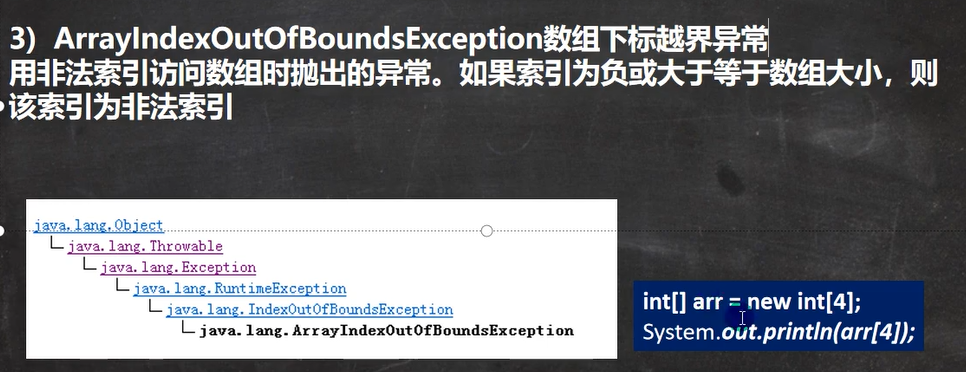 3）ArrayIndexOutOfBoundsException数组下标越界异常
用非法索引访问数组时抛出的异常。如果索引为负或大于等于数组大小，则
该索引为非法索引
java.lang.Object
java.lang.Throwable
java.lang.Exception
java.lang.RuntimeException
java.lang.IndexOutOfBoundsException
java.lang.ArrayIndexOutOfBoundsException
int[] arr = new int[4];
System.out.println(arr[4]);